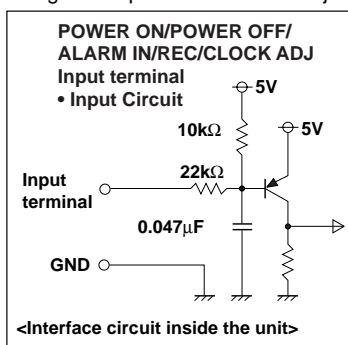 POWER ON/POWER OFF/
ALARM IN/REC/CLOCK ADJ
Input terminal
• Input Circuit
5V
5V
10kΩ
22kΩ
Input
terminal
0.047µF
GND
<Interface circuit inside the unit>